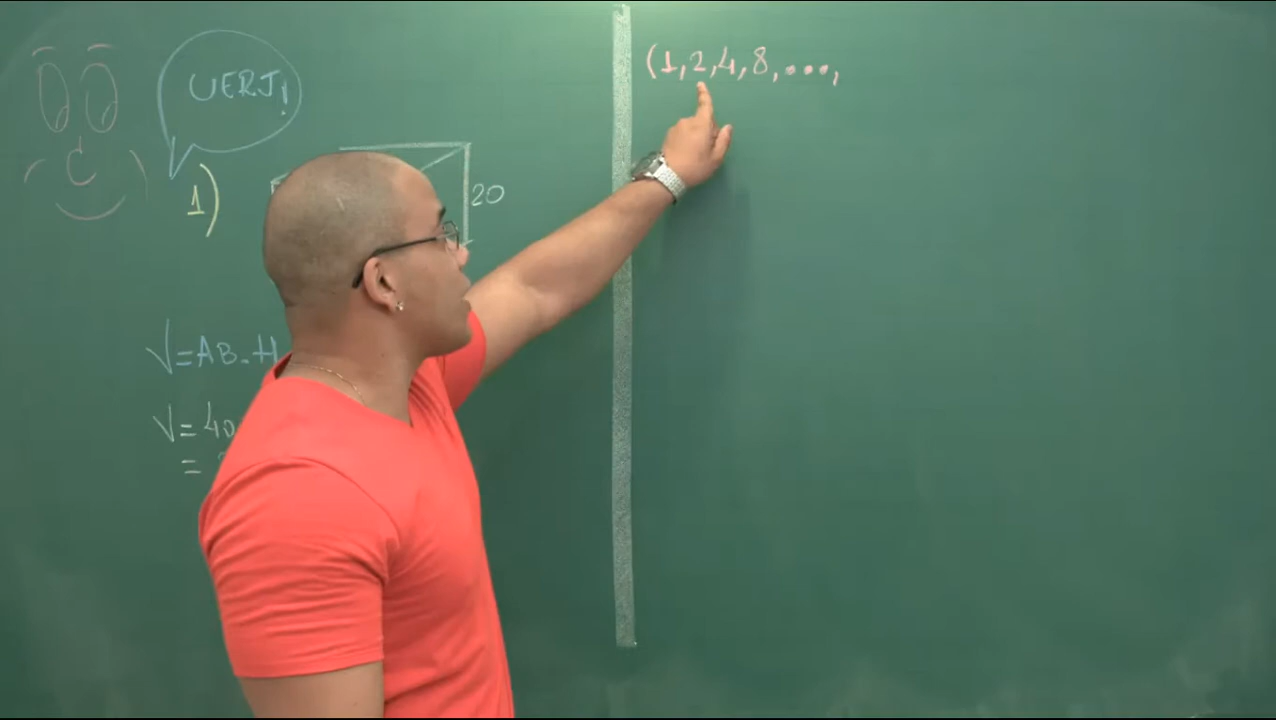 UERJ!
1)
20
V=AB.H
V=40
=
(1,2,4,8,....,